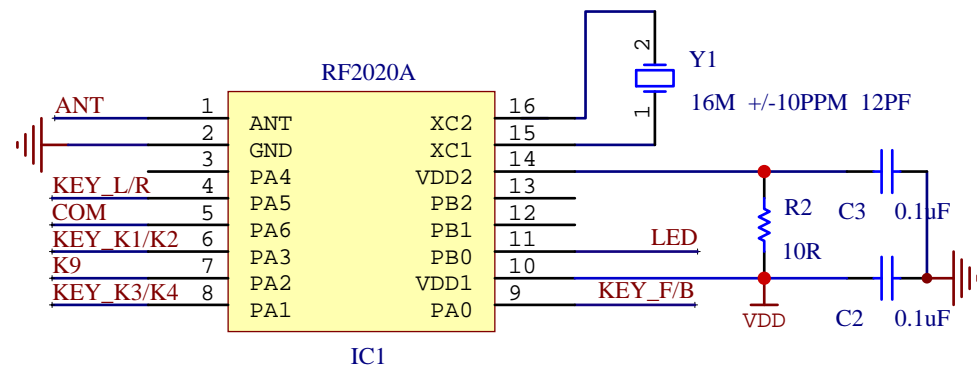 RF2020A
ANT 1 ANT XC2 16
2 GND XC1 15
3 PA4 VDD2 14
KEY_L/R 4 PA5 PB2 13
COM 5 PA6 PB1 12
KEY_K1/K2 6 PA3 PB0 11 LED
K9 7 PA2 VDD1 10
KEY_K3/K4 8 PA1 PA0 9 KEY_F/B
IC1
2
Y1
16M +/-10PPM 12PF
1
R2
10R
C3 0.1uF
VDD
C2 0.1uF